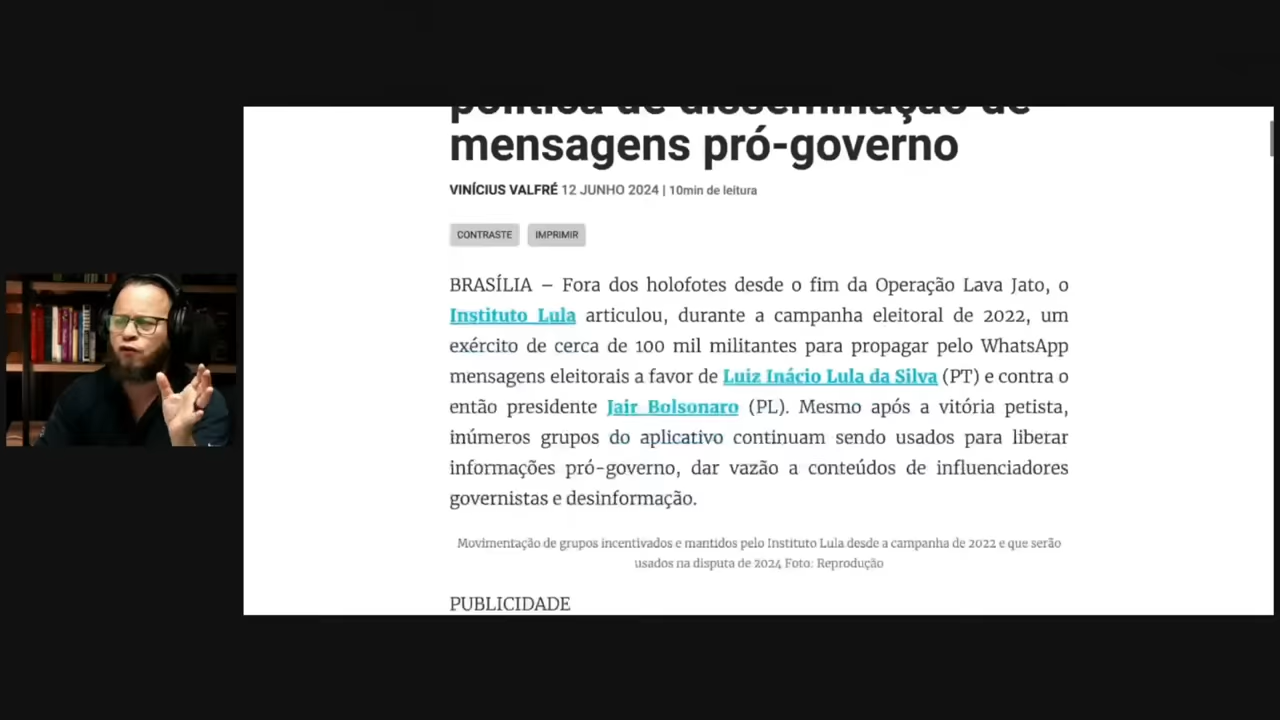 política de disseminação de
mensagens pró-governo
VINÍCIUS VALFRÉ 12 JUNHO 2024 | 10min de leitura
CONTRASTE IMPRIMIR
BRASÍLIA – Fora dos holofotes desde o fim da Operação Lava Jato, o
Instituto Lula articulou, durante a campanha eleitoral de 2022, um
exército de cerca de 100 mil militantes para propagar pelo WhatsApp
mensagens eleitorais a favor de Luiz Inácio Lula da Silva (PT) e contra o
então presidente Jair Bolsonaro (PL). Mesmo após a vitória petista,
inúmeros grupos do aplicativo continuam sendo usados para liberar
informações pró-governo, dar vazão a conteúdos de influenciadores
governistas e desinformação.
Movimentação de grupos incentivados e mantidos pelo Instituto Lula desde a campanha de 2022 e que serão
usados na disputa de 2024 Foto: Reprodução
PUBLICIDADE